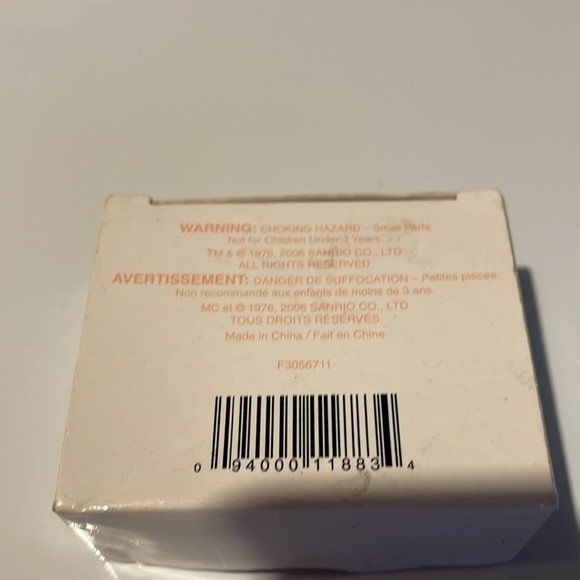 WARNING: CHOKING HAZARD – Small Parts
Not for Children Under 3 Years.
TM & © 1976, 2006 SANRIO CO., LTD
ALL RIGHTS RESERVED
AVERTISSEMENT: DANGER DE SUFFOCATION – Petites pièces.
Non recommandé aux enfants de moins de 3 ans.
MC et © 1976, 2006 SANRIO CO., LTD
TOUS DROITS RÉSERVÉS
Made in China / Fait en Chine
F3056711
0 94000 11883 4